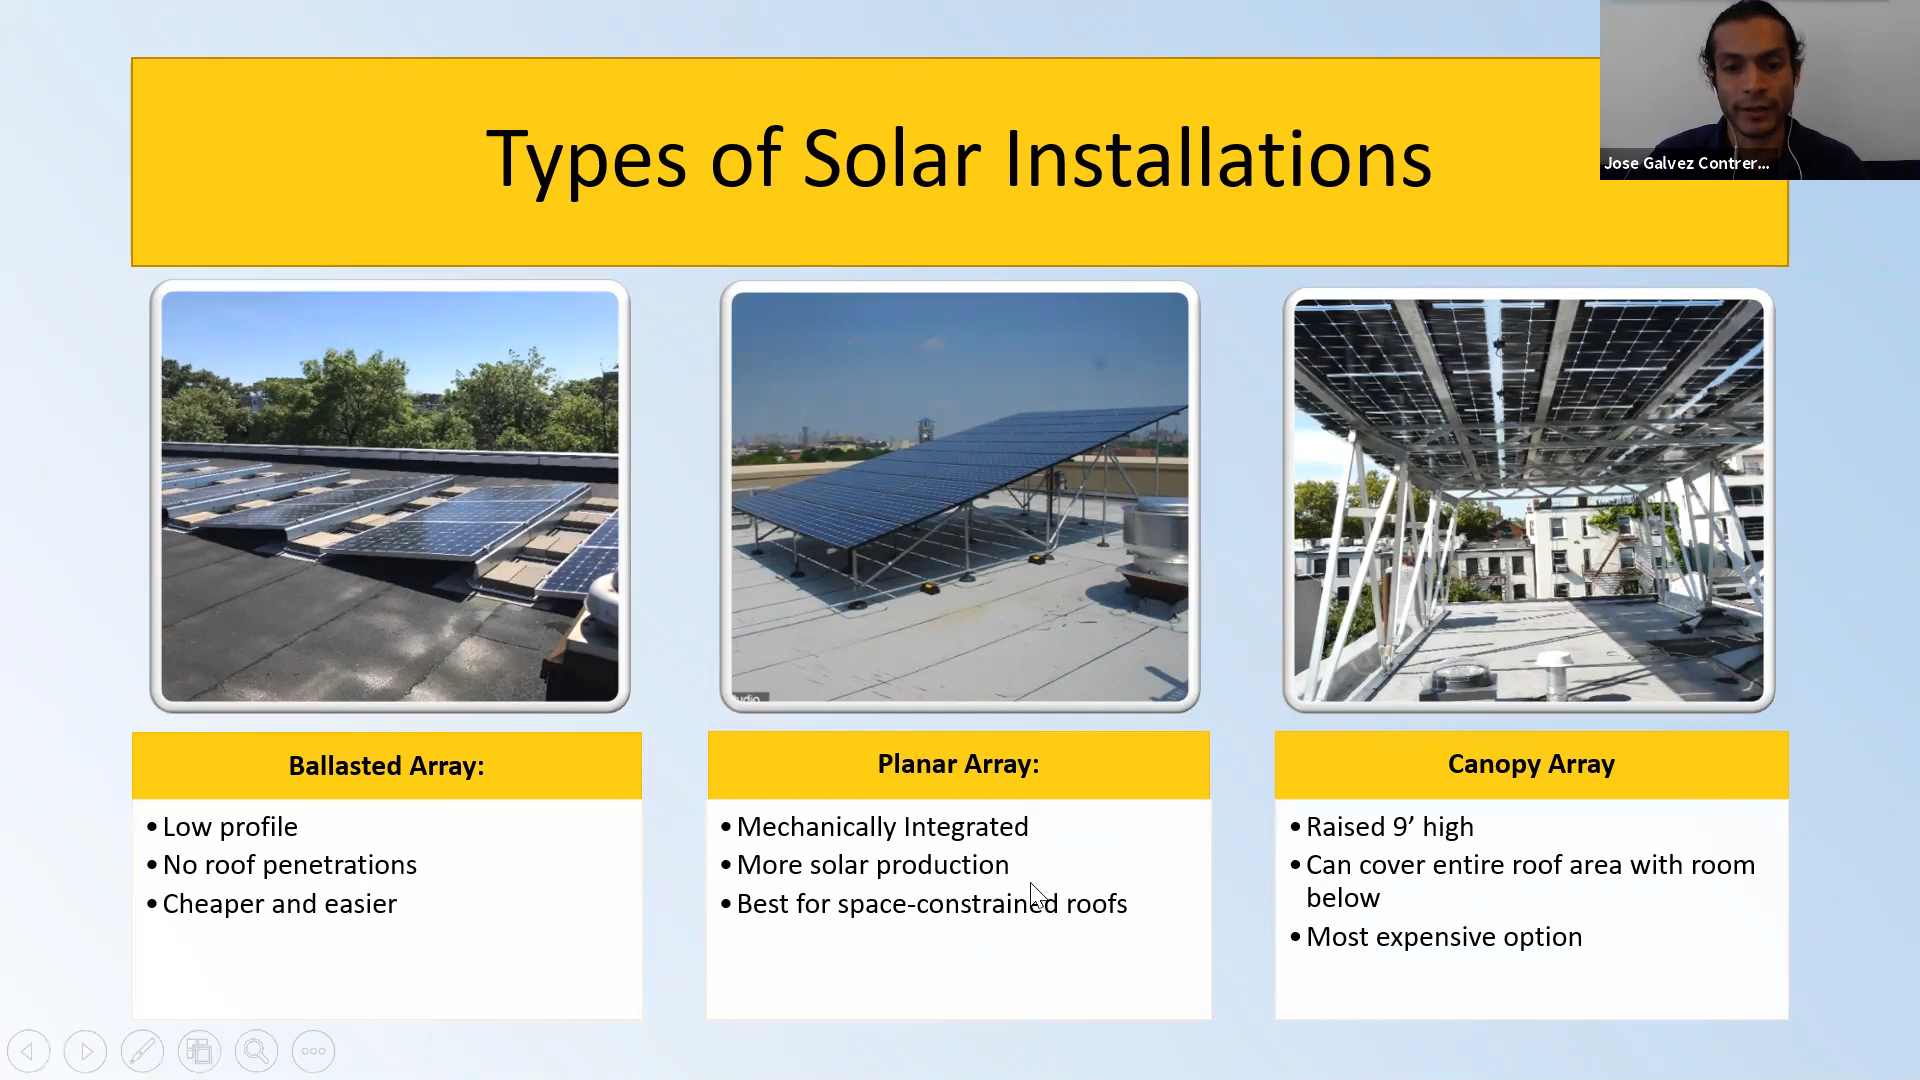 Types of Solar Installations
Jose Galvez Contrer...
Ballasted Array:
• Low profile
• No roof penetrations
• Cheaper and easier
Planar Array:
• Mechanically Integrated
• More solar production
• Best for space-constrained roofs
Canopy Array
• Raised 9’ high
• Can cover entire roof area with room
below
• Most expensive option